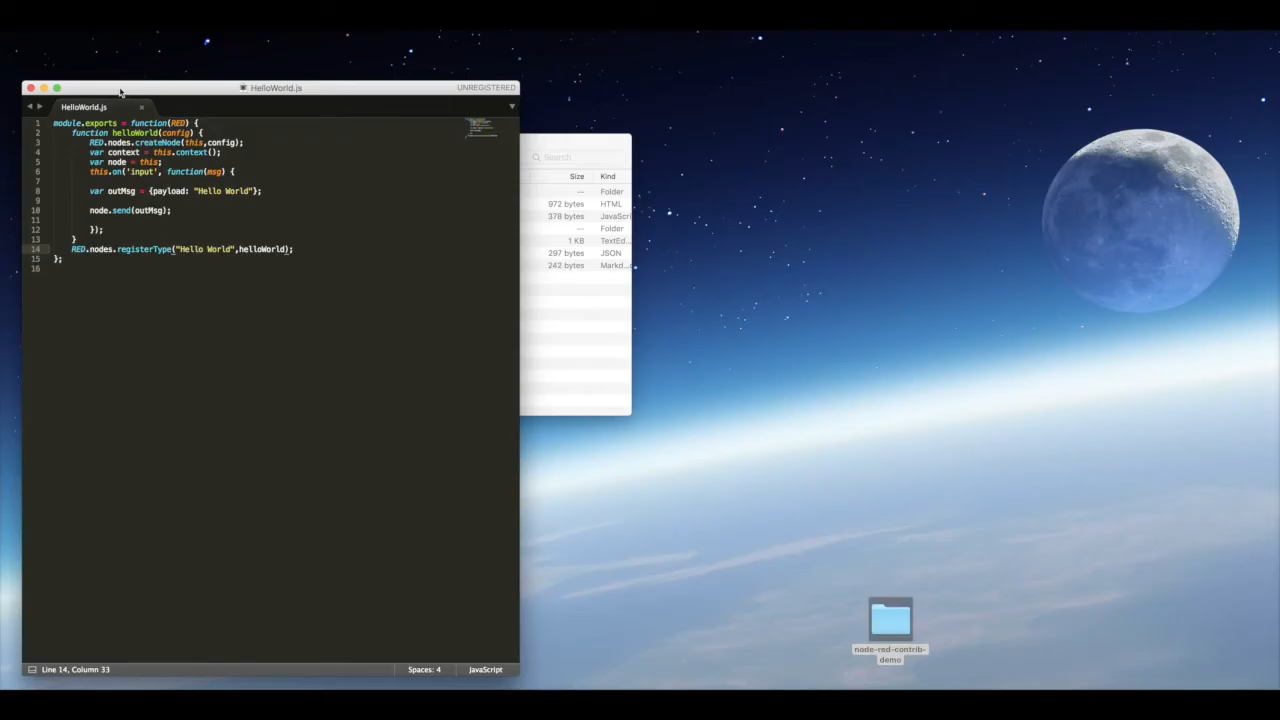 HelloWorld.js
UNREGISTERED
HelloWorld.js
1 module.exports = function(RED) {
2 function helloWorld(config) {
3 RED.nodes.createNode(this,config);
4 var context = this.context();
5 var node = this;
6 this.on('input', function(msg) {
7
8 var outMsg = {payload: "Hello World"};
9
10 node.send(outMsg);
11
12 });
13 }
14 RED.nodes.registerType("Hello World",helloWorld);
15 };
16
Line 14, Column 33
Spaces: 4
JavaScript
Search
Size Kind
-- Folder
972 bytes HTML
378 bytes JavaScri
-- Folder
1 KB TextEd...
297 bytes JSON
242 bytes Markd...
node-red-contrib-
demo